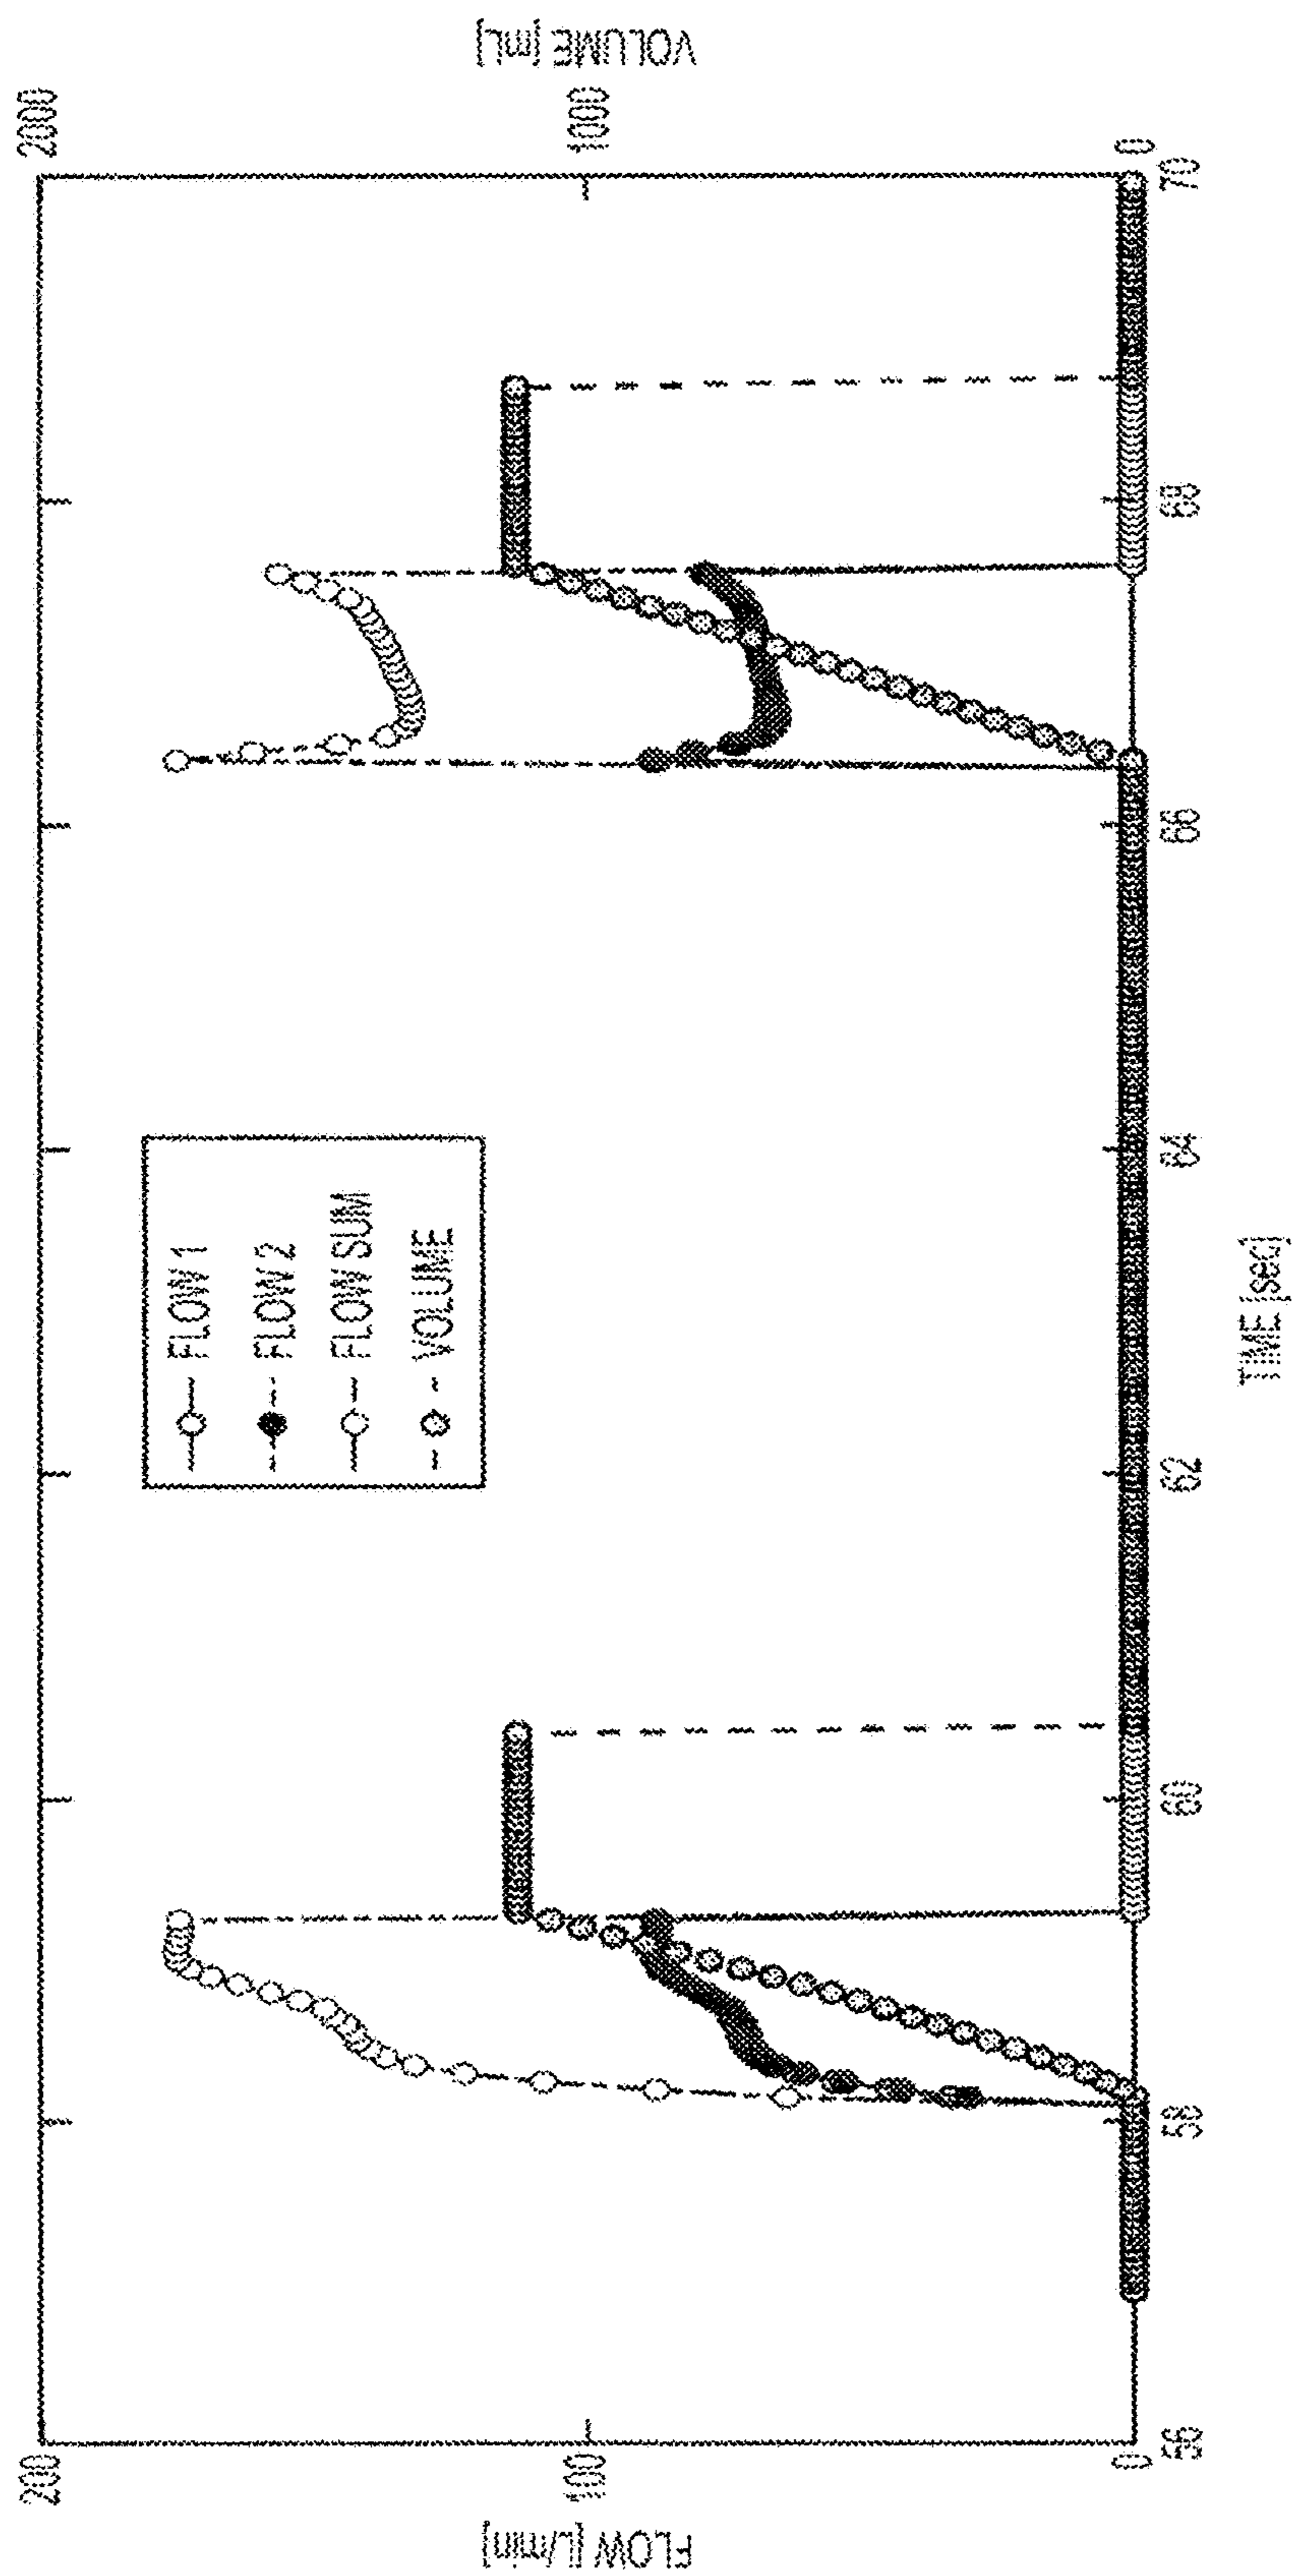 FLOW 1
FLOW 2
FLOW SUM
VOLUME
FLOW [L/min]
200
100
0
VOLUME [mL]
2000
1000
0
56
58
60
62
64
66
68
70
TIME [sec]